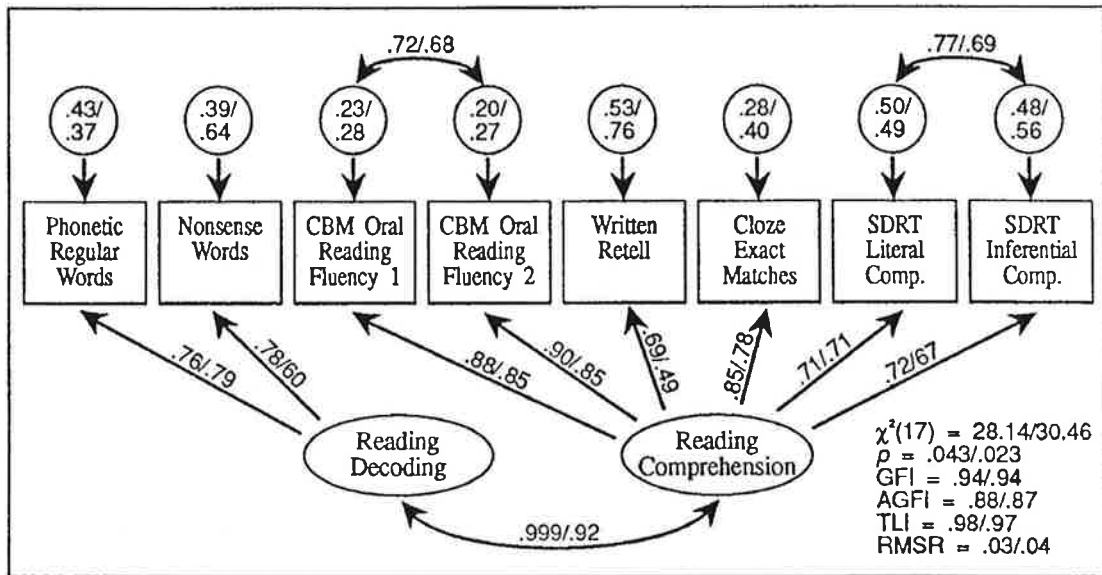 .72/.68
.77/.69
.43/
.37
.39/
.64
.23/
.28
.20/
.27
.53/
.76
.28/
.40
.50/
.49
.48/
.56
Phonetic
Regular
Words
Nonsense
Words
CBM Oral
Reading
Fluency 1
CBM Oral
Reading
Fluency 2
Written
Retell
Cloze
Exact
Matches
SDRT
Literal
Comp.
SDRT
Inferential
Comp.
.76/.79
.78/60
.88/.85
.90/.85
.69/.49
.85/.78
.71/.71
.72/67
Reading
Decoding
Reading
Comprehension
.999/.92
χ²(17) = 28.14/30.46
p = .043/.023
GFI = .94/.94
AGFI = .88/.87
TLI = .98/.97
RMSR = .03/.04